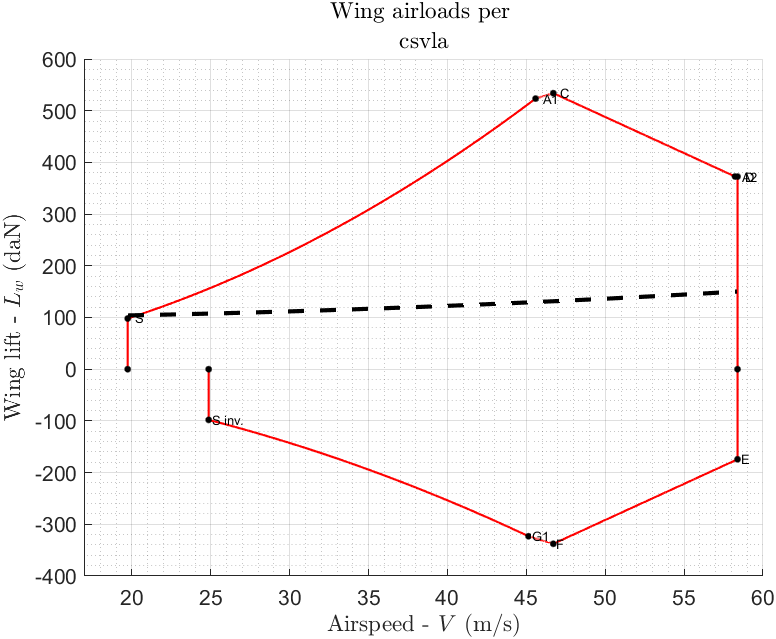 Wing airloads per
csvla
600
500
400
300
200
100
0
-100
-200
-300
-400
Wing lift - L_w (daN)
A1
C
D
A2
S
S inv.
G1
F
E
20
25
30
35
40
45
50
55
60
Airspeed - V (m/s)